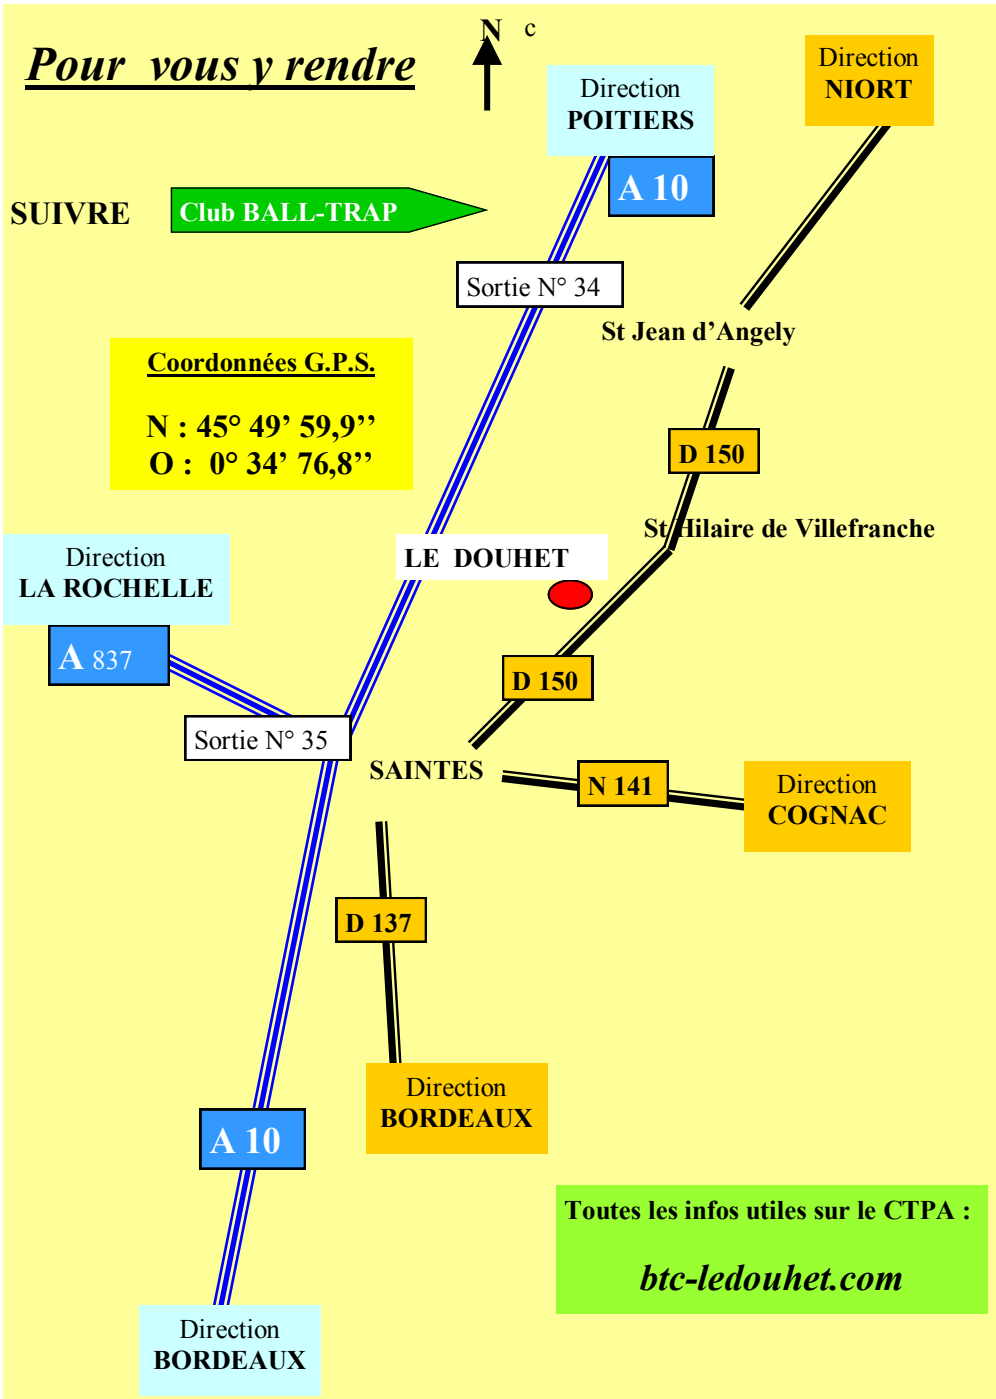 N c
Pour vous y rendre
Direction
NIORT
Direction
POITIERS
A 10
SUIVRE
Club BALL-TRAP
Sortie N° 34
St Jean d’Angely
Coordonnées G.P.S.
N : 45° 49’ 59,9’’
O : 0° 34’ 76,8’’
D 150
St Hilaire de Villefranche
LE DOUHET
Direction
LA ROCHELLE
A 837
D 150
Sortie N° 35
SAINTES
N 141
Direction
COGNAC
D 137
Direction
BORDEAUX
A 10
Toutes les infos utiles sur le CTPA :
btc-ledouhet.com
Direction
BORDEAUX